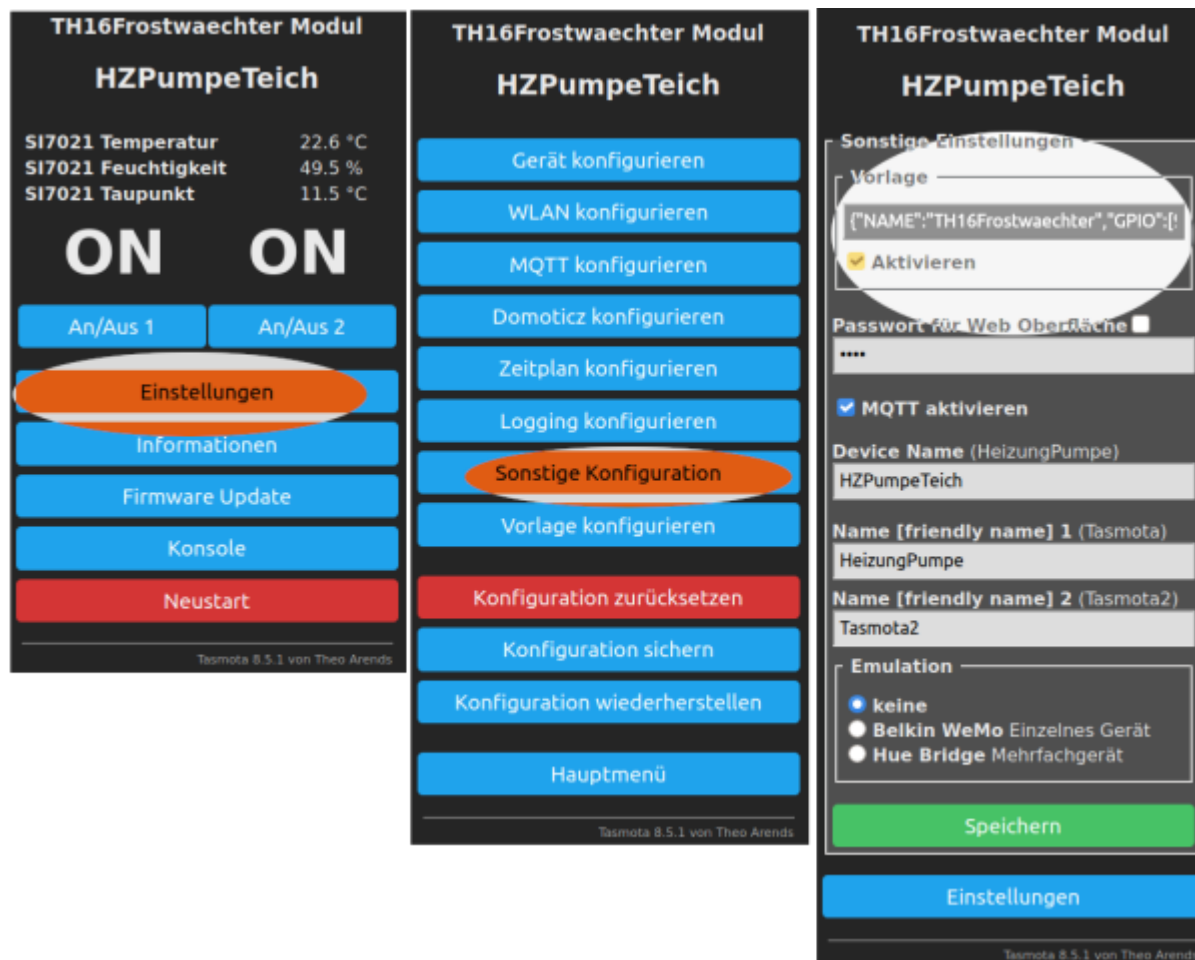 TH16Frostwaechter Modul
HZPumpeTeich
SI7021 Temperatur 22.6 °C
SI7021 Feuchtigkeit 49.5 %
SI7021 Taupunkt 11.5 °C
ON ON
An/Aus 1 An/Aus 2
Einstellungen
Informationen
Firmware Update
Konsole
Neustart
Tasmota 8.5.1 von Theo Arends
TH16Frostwaechter Modul
HZPumpeTeich
Gerät konfigurieren
WLAN konfigurieren
MQTT konfigurieren
Domoticz konfigurieren
Zeitplan konfigurieren
Logging konfigurieren
Sonstige Konfiguration
Vorlage konfigurieren
Konfiguration zurücksetzen
Konfiguration sichern
Konfiguration wiederherstellen
Hauptmenü
Tasmota 8.5.1 von Theo Arends
TH16Frostwaechter Modul
HZPumpeTeich
Sonstige Einstellungen
Vorlage
{"NAME":"TH16Frostwaechter","GPIO":[
Aktivieren
Passwort für Web Oberfläche
••••
MQTT aktivieren
Device Name (HeizungPumpe)
HZPumpeTeich
Name [friendly name] 1 (Tasmota)
HeizungPumpe
Name [friendly name] 2 (Tasmota2)
Tasmota2
Emulation
keine
Belkin WeMo Einzelnes Gerät
Hue Bridge Mehrfachgerät
Speichern
Einstellungen
Tasmota 8.5.1 von Theo Arends